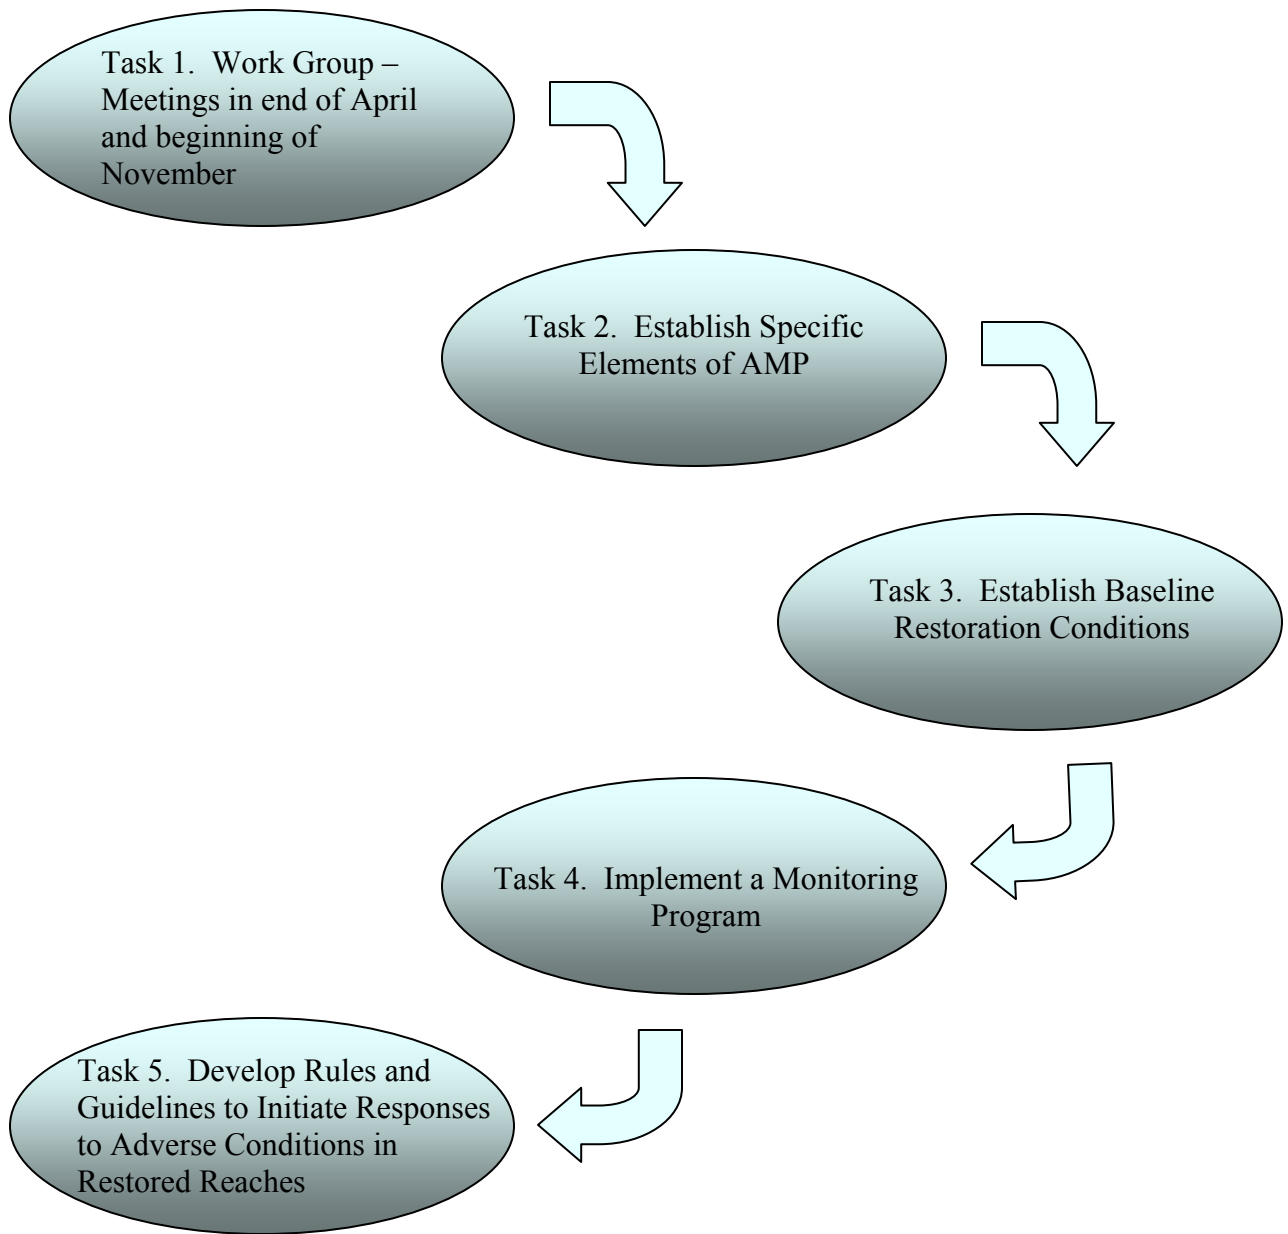 Task 1.  Work Group –
Meetings in end of April
and beginning of
November
Task 2.  Establish Specific
Elements of AMP
Task 3.  Establish Baseline
Restoration Conditions
Task 4.  Implement a Monitoring
Program
Task 5.  Develop Rules and
Guidelines to Initiate Responses
to Adverse Conditions in
Restored Reaches